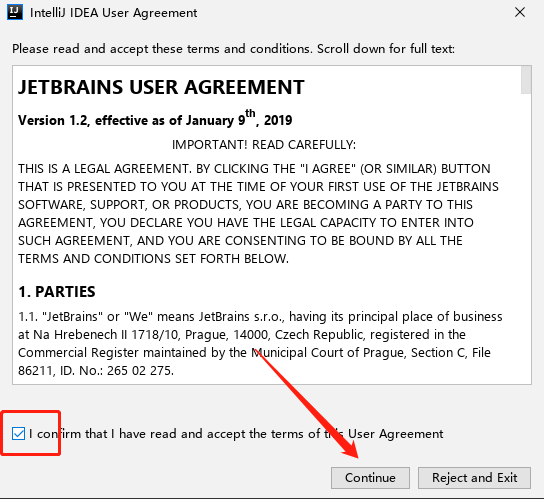 IntelliJ IDEA User Agreement
Please read and accept these terms and conditions. Scroll down for full text:
JETBRAINS USER AGREEMENT
Version 1.2, effective as of January 9th, 2019
IMPORTANT! READ CAREFULLY:
THIS IS A LEGAL AGREEMENT. BY CLICKING THE "I AGREE" (OR SIMILAR) BUTTON
THAT IS PRESENTED TO YOU AT THE TIME OF YOUR FIRST USE OF THE JETBRAINS
SOFTWARE, SUPPORT, OR PRODUCTS, YOU ARE BECOMING A PARTY TO THIS
AGREEMENT, YOU DECLARE YOU HAVE THE LEGAL CAPACITY TO ENTER INTO
SUCH AGREEMENT, AND YOU ARE CONSENTING TO BE BOUND BY ALL THE
TERMS AND CONDITIONS SET FORTH BELOW.
1. PARTIES
1.1. "JetBrains" or "We" means JetBrains s.r.o., having its principal place of business
at Na Hrebenech II 1718/10, Prague, 14000, Czech Republic, registered in the
Commercial Register maintained by the Municipal Court of Prague, Section C, File
86211, ID. No.: 265 02 275.
I confirm that I have read and accept the terms of this User Agreement
Continue
Reject and Exit